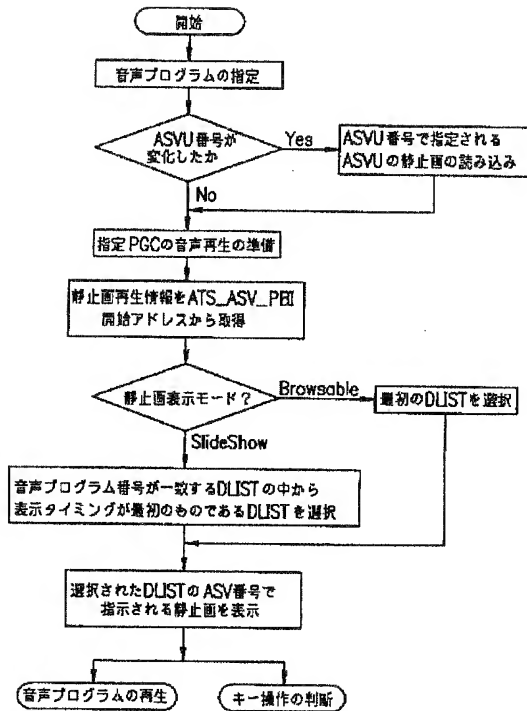 開始
音声プログラムの指定
ASVU番号が
変化したか
Yes
ASVU番号で指定される
ASVUの静止画の読み込み
No
指定PGCの音声再生の準備
静止画再生情報をATS_ASV_PBI
開始アドレスから取得
静止画表示モード？
Browsable
最初のDLISTを選択
SlideShow
音声プログラム番号が一致するDLISTの中から
表示タイミングが最初のものであるDLISTを選択
選択されたDLISTのASV番号で
指示される静止画を表示
音声プログラムの再生
キー操作の判断